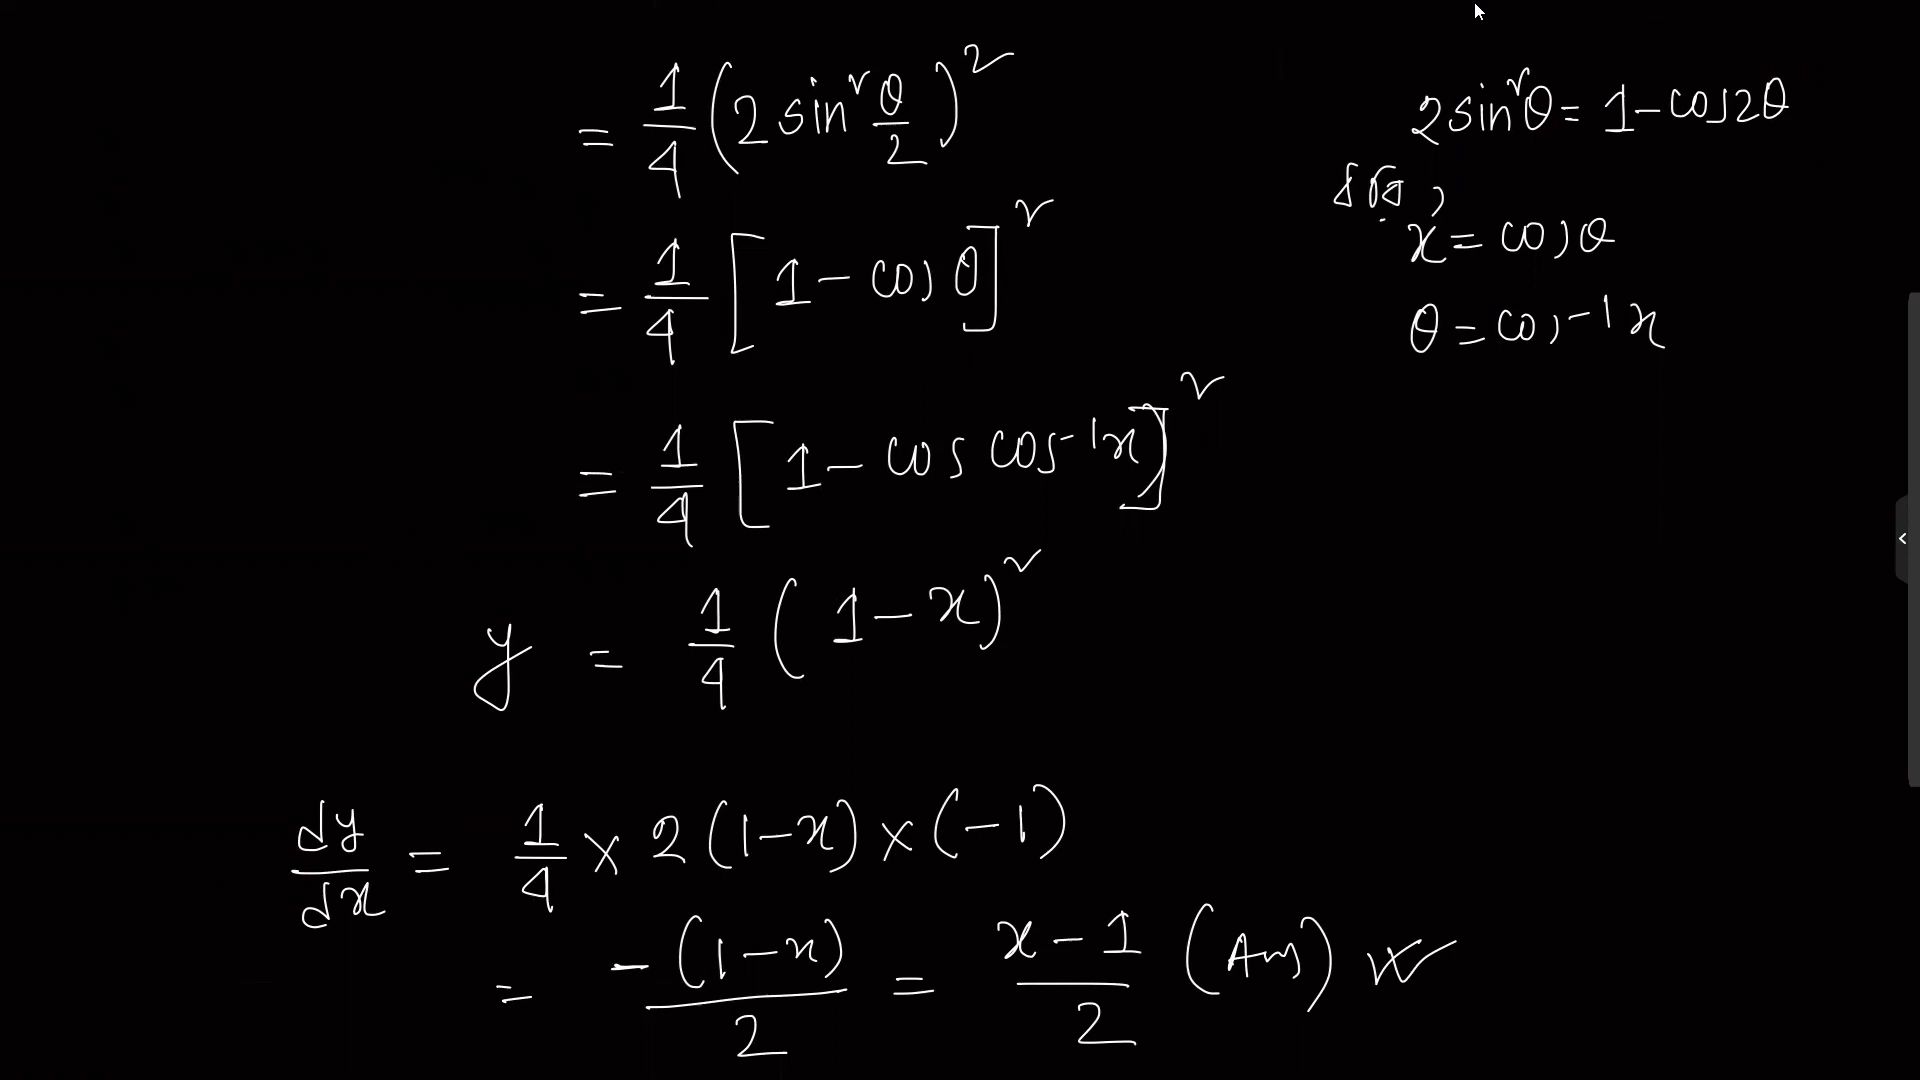 = 1/4 (2 sin² θ/2)²
2sin²θ = 1 - cos2θ
ধরি,
x = cosθ
= 1/4 [1 - cosθ]²
θ = cos⁻¹x
= 1/4 [1 - cos cos⁻¹x]²
y = 1/4 (1 - x)²
dy/dx = 1/4 × 2(1-x) × (-1)
= -(1-x)/2 = x-1/2 (Ans)